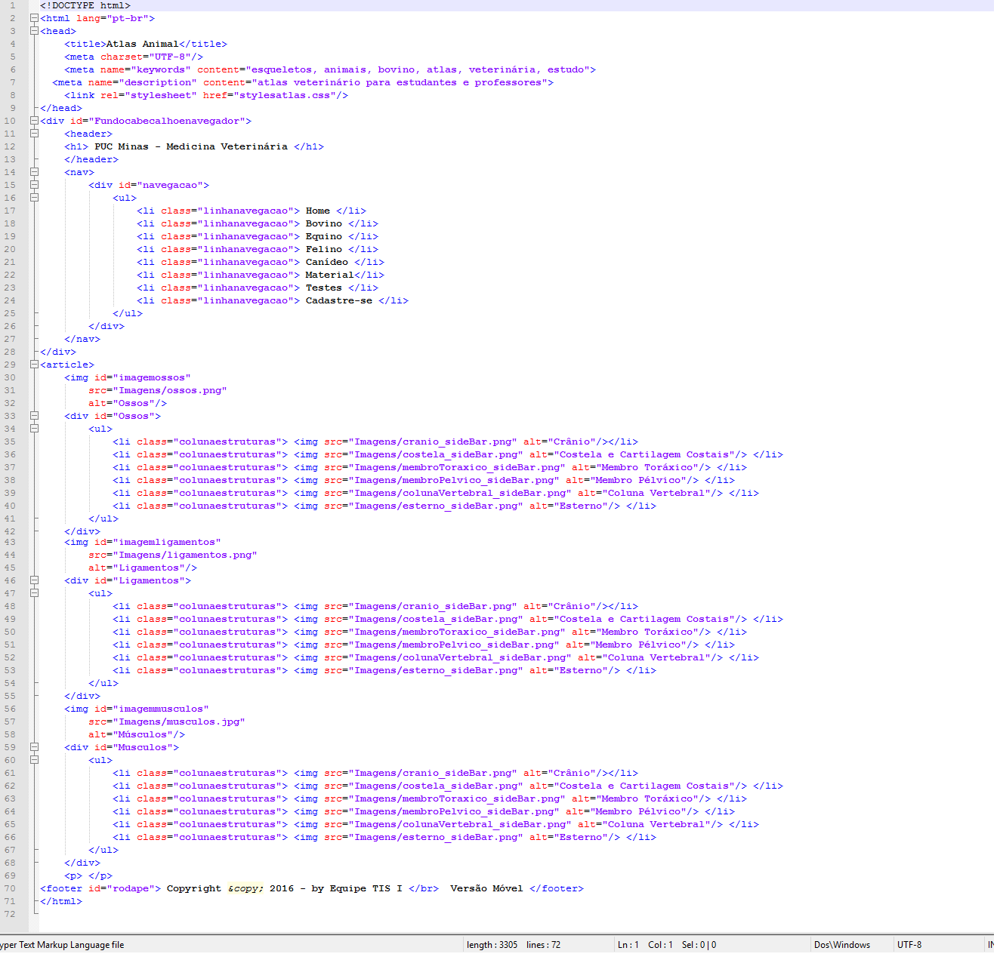 1 <!DOCTYPE html>
2 <html lang="pt-br">
3 <head>
4 <title>Atlas Animal</title>
5 <meta charset="UTF-8"/>
6 <meta name="keywords" content="esqueletos, animais, bovino, atlas, veterinária, estudo">
7 <meta name="description" content="atlas veterinário para estudantes e professores">
8 <link rel="stylesheet" href="stylesatlas.css"/>
9 </head>
10 <div id="Fundocabecalhoenavegador">
11 <header>
12 <h1> PUC Minas - Medicina Veterinária </h1>
13 </header>
14 <nav>
15 <div id="navegacao">
16 <ul>
17 <li class="linhanavegacao"> Home </li>
18 <li class="linhanavegacao"> Bovino </li>
19 <li class="linhanavegacao"> Equino </li>
20 <li class="linhanavegacao"> Felino </li>
21 <li class="linhanavegacao"> Canídeo </li>
22 <li class="linhanavegacao"> Material</li>
23 <li class="linhanavegacao"> Testes </li>
24 <li class="linhanavegacao"> Cadastre-se </li>
25 </ul>
26 </div>
27 </nav>
28 </div>
29 <article>
30 <img id="imagemossos"
31 src="Imagens/ossos.png"
32 alt="Ossos"/>
33 <div id="Ossos">
34 <ul>
35 <li class="colunaestruturas"> <img src="Imagens/cranio_sideBar.png" alt="Crânio"/></li>
36 <li class="colunaestruturas"> <img src="Imagens/costela_sideBar.png" alt="Costela e Cartilagem Costais"/> </li>
37 <li class="colunaestruturas"> <img src="Imagens/membroToraxico_sideBar.png" alt="Membro Toráxico"/> </li>
38 <li class="colunaestruturas"> <img src="Imagens/membroPelvico_sideBar.png" alt="Membro Pélvico"/> </li>
39 <li class="colunaestruturas"> <img src="Imagens/colunaVertebral_sideBar.png" alt="Coluna Vertebral"/> </li>
40 <li class="colunaestruturas"> <img src="Imagens/esterno_sideBar.png" alt="Esterno"/> </li>
41 </ul>
42 </div>
43 <img id="imagemligamentos"
44 src="Imagens/ligamentos.png"
45 alt="Ligamentos"/>
46 <div id="Ligamentos">
47 <ul>
48 <li class="colunaestruturas"> <img src="Imagens/cranio_sideBar.png" alt="Crânio"/></li>
49 <li class="colunaestruturas"> <img src="Imagens/costela_sideBar.png" alt="Costela e Cartilagem Costais"/> </li>
50 <li class="colunaestruturas"> <img src="Imagens/membroToraxico_sideBar.png" alt="Membro Toráxico"/> </li>
51 <li class="colunaestruturas"> <img src="Imagens/membroPelvico_sideBar.png" alt="Membro Pélvico"/> </li>
52 <li class="colunaestruturas"> <img src="Imagens/colunaVertebral_sideBar.png" alt="Coluna Vertebral"/> </li>
53 <li class="colunaestruturas"> <img src="Imagens/esterno_sideBar.png" alt="Esterno"/> </li>
54 </ul>
55 </div>
56 <img id="imagemmusculos"
57 src="Imagens/musculos.jpg"
58 alt="Músculos"/>
59 <div id="Musculos">
60 <ul>
61 <li class="colunaestruturas"> <img src="Imagens/cranio_sideBar.png" alt="Crânio"/></li>
62 <li class="colunaestruturas"> <img src="Imagens/costela_sideBar.png" alt="Costela e Cartilagem Costais"/> </li>
63 <li class="colunaestruturas"> <img src="Imagens/membroToraxico_sideBar.png" alt="Membro Toráxico"/> </li>
64 <li class="colunaestruturas"> <img src="Imagens/membroPelvico_sideBar.png" alt="Membro Pélvico"/> </li>
65 <li class="colunaestruturas"> <img src="Imagens/colunaVertebral_sideBar.png" alt="Coluna Vertebral"/> </li>
66 <li class="colunaestruturas"> <img src="Imagens/esterno_sideBar.png" alt="Esterno"/> </li>
67 </ul>
68 </div>
69 <p> </p>
70 <footer id="rodape"> Copyright &copy; 2016 - by Equipe TIS I </br>  Versão Móvel </footer>
71 </html>
72
yper Text Markup Language file length : 3305 lines : 72 Ln : 1 Col : 1 Sel : 0 | 0 Dos\Windows UTF-8 IN